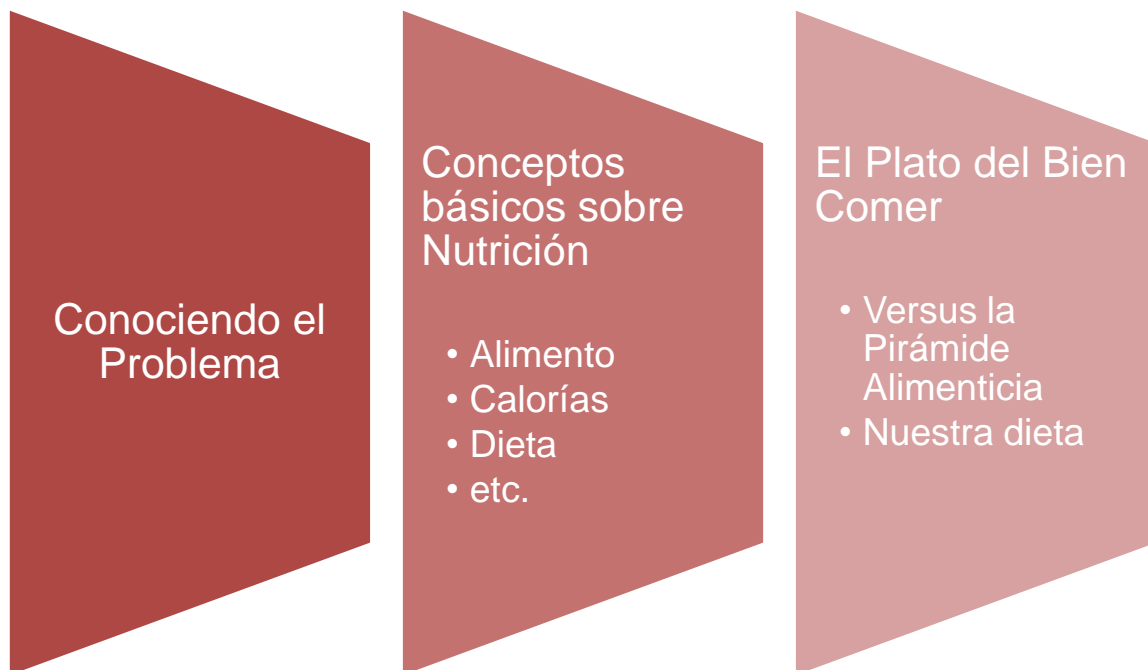 Conociendo el
Problema
Conceptos
básicos sobre
Nutrición
• Alimento
• Calorías
• Dieta
• etc.
El Plato del Bien
Comer
• Versus la
Pirámide
Alimenticia
• Nuestra dieta